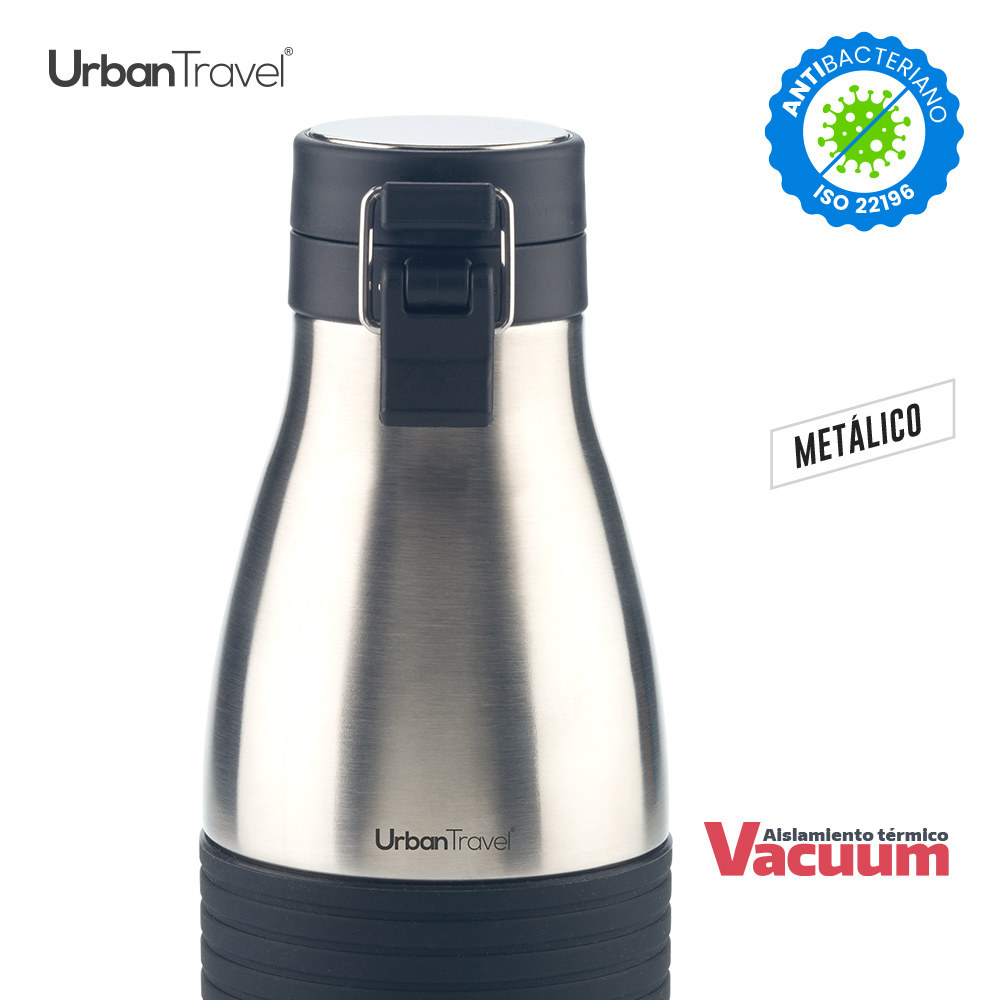 UrbanTravel®
ANTIBACTERIANO
ISO 22196
METÁLICO
UrbanTravel®
Aislamiento térmico
Vacuum